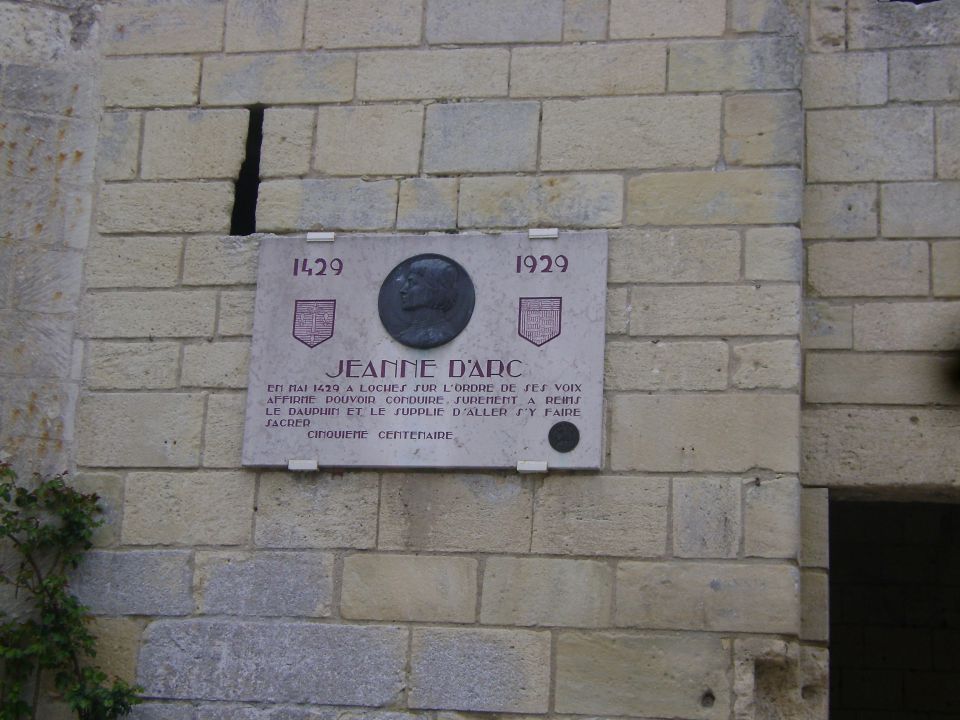 1429
1929
JEANNE D'ARC
EN MAI 1429 A LOCHES SUR L'ORDRE DE SES VOIX
AFFIRME POUVOIR CONDUIRE SUREMENT A REIMS
LE DAUPHIN ET LE SUPPLIE D'ALLER S'Y FAIRE
SACRER
CINQUIEME CENTENAIRE